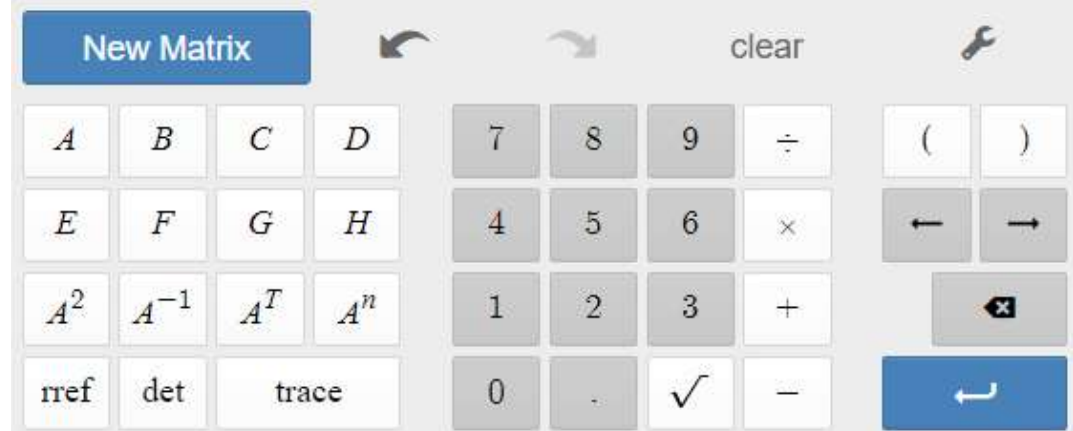 New Matrix clear
A B C D 7 8 9 ÷ ( )
E F G H 4 5 6 × ← →
A² A⁻¹ Aᵀ Aⁿ 1 2 3 +
rref det trace 0 . √ −